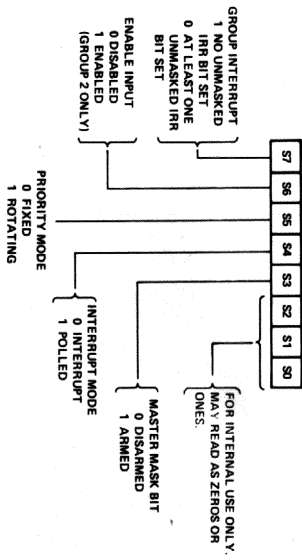 S7 S6 S5 S4 S3 S2 S1 S0
GROUP INTERRUPT
1 NO UNMASKED
IRR BIT SET
0 AT LEAST ONE
UNMASKED IRR
BIT SET
ENABLE INPUT
0 DISABLED
1 ENABLED
(GROUP 2 ONLY)
PRIORITY MODE
0 FIXED
1 ROTATING
INTERRUPT MODE
0 INTERRUPT
1 POLLED
MASTER MASK BIT
0 DISARMED
1 ARMED
FOR INTERNAL USE ONLY.
MAY READ AS ZEROS OR
ONES.